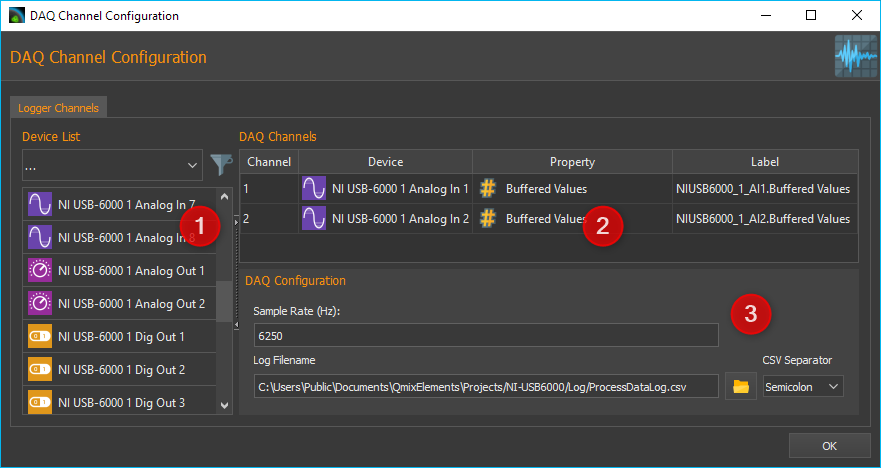 DAQ Channel Configuration
DAQ Channel Configuration
Logger Channels
Device List
...
NI USB-6000 1 Analog In 7
NI USB-6000 1 Analog In 8
NI USB-6000 1 Analog Out 1
NI USB-6000 1 Analog Out 2
NI USB-6000 1 Dig Out 1
NI USB-6000 1 Dig Out 2
NI USB-6000 1 Dig Out 3
1
DAQ Channels
Channel Device Property Label
1 NI USB-6000 1 Analog In 1 # Buffered Values NIUSB6000_1_AI1.Buffered Values
2 NI USB-6000 1 Analog In 2 # Buffered Values NIUSB6000_1_AI2.Buffered Values
2
DAQ Configuration
Sample Rate (Hz):
6250
3
Log Filename CSV Separator
C:\Users\Public\Documents\QmixElements\Projects/NI-USB6000/Log/ProcessDataLog.csv Semicolon
OK